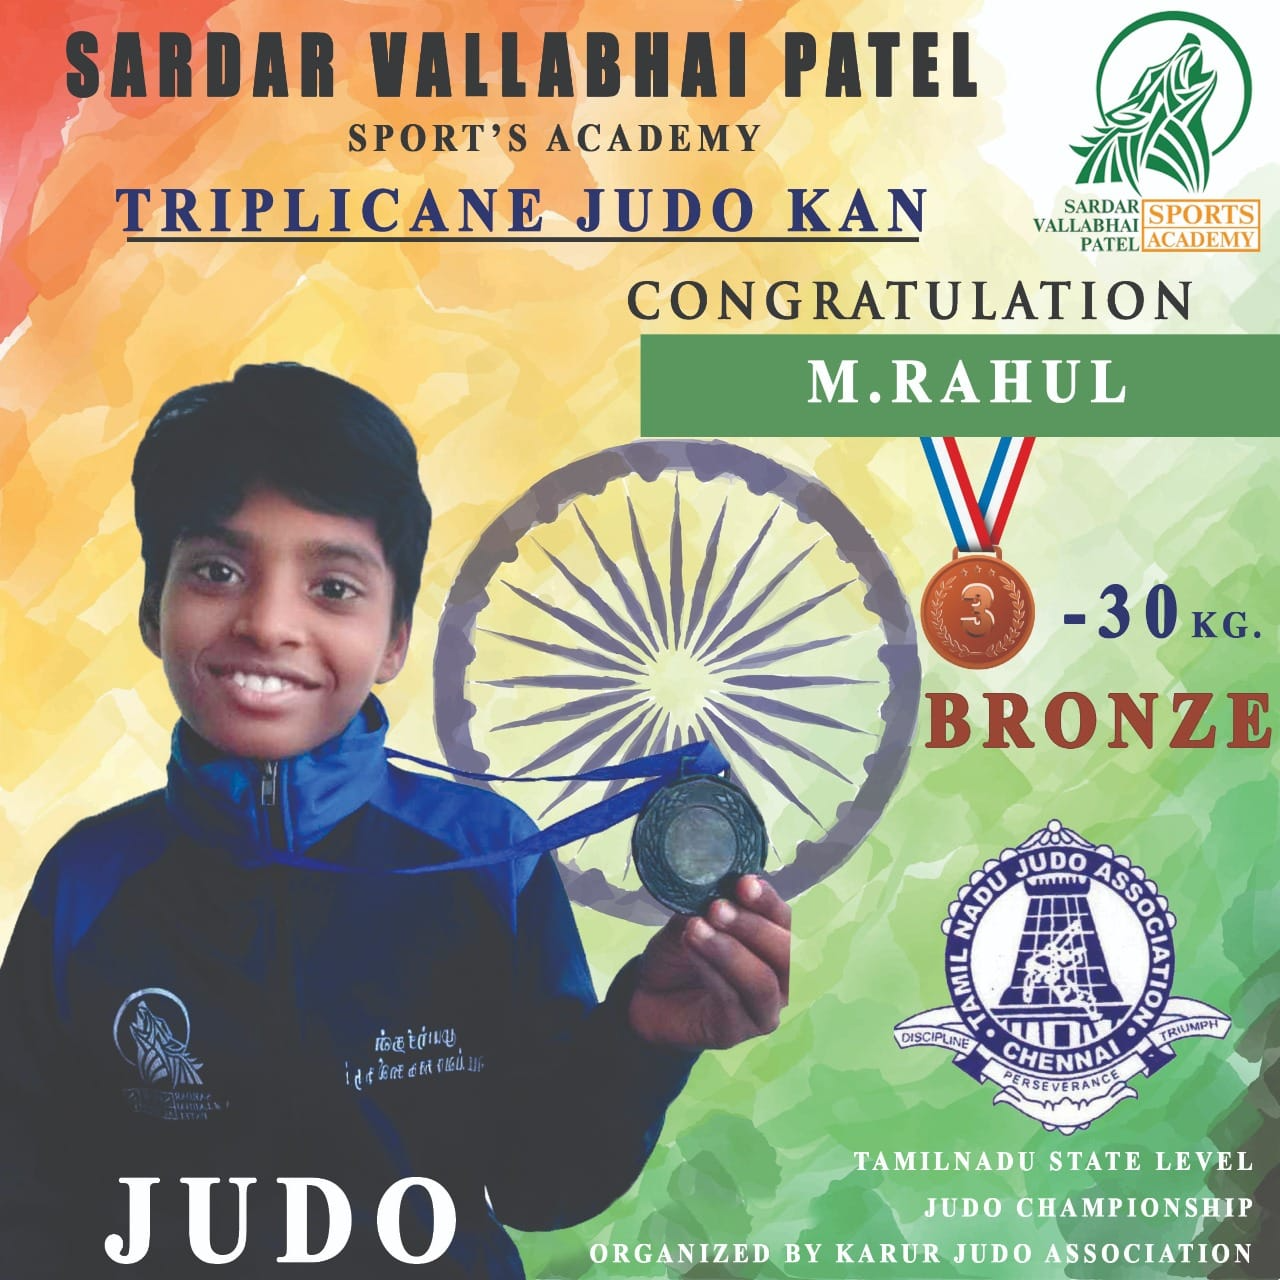 SARDAR VALLABHAI PATEL
SPORT'S ACADEMY
TRIPLICANE JUDO KAN
SARDAR
VALLABHAI
PATEL
SPORTS
ACADEMY
CONGRATULATION
M.RAHUL
3
-30 KG.
BRONZE
TAMIL NADU JUDO ASSOCIATION
CHENNAI
DISCIPLINE
PERSEVERANCE
TRIUMPH
JUDO
TAMILNADU STATE LEVEL
JUDO CHAMPIONSHIP
ORGANIZED BY KARUR JUDO ASSOCIATION